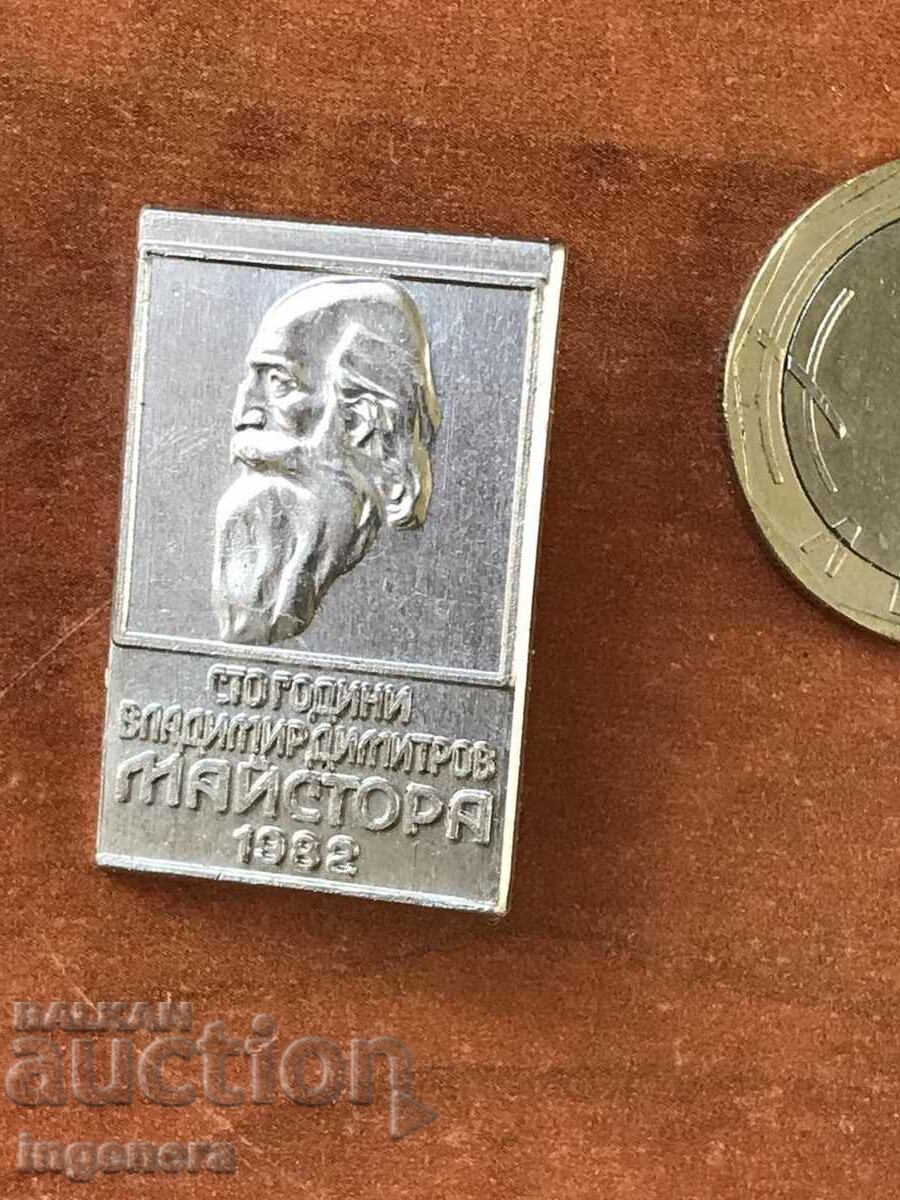 СТО ГОДИНИ
ВЛАДИМИР ДИМИТРОВ
МАЙСТОРА
1982
BALKAN
auction
ingenera